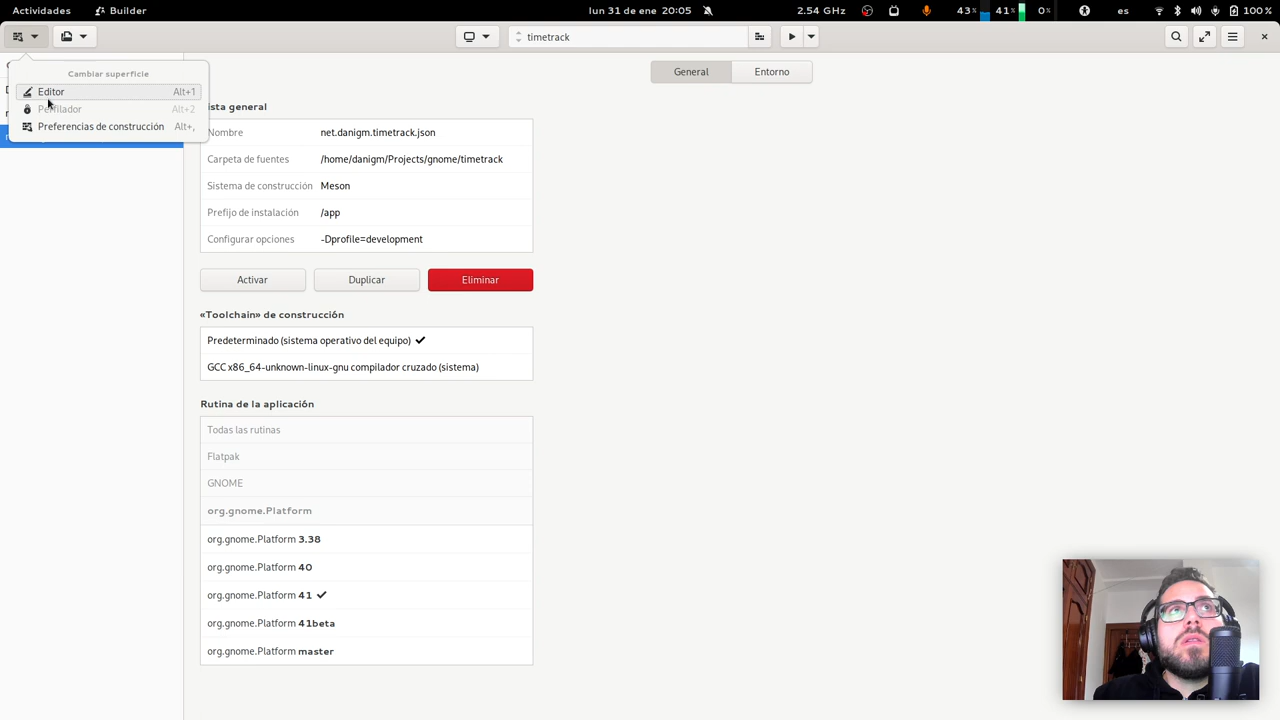 Actividades
Builder
lun 31 de ene 20:05
2.54 GHz
43%
41%
0%
es
100 %
timetrack
Cambiar superficie
Editor Alt+1
Perfilador Alt+2
Preferencias de construcción Alt+,
General
Entorno
ista general
Nombre net.danigm.timetrack.json
Carpeta de fuentes /home/danigm/Projects/gnome/timetrack
Sistema de construcción Meson
Prefijo de instalación /app
Configurar opciones -Dprofile=development
Activar
Duplicar
Eliminar
«Toolchain» de construcción
Predeterminado (sistema operativo del equipo)
GCC x86_64-unknown-linux-gnu compilador cruzado (sistema)
Rutina de la aplicación
Todas las rutinas
Flatpak
GNOME
org.gnome.Platform
org.gnome.Platform 3.38
org.gnome.Platform 40
org.gnome.Platform 41
org.gnome.Platform 41beta
org.gnome.Platform master